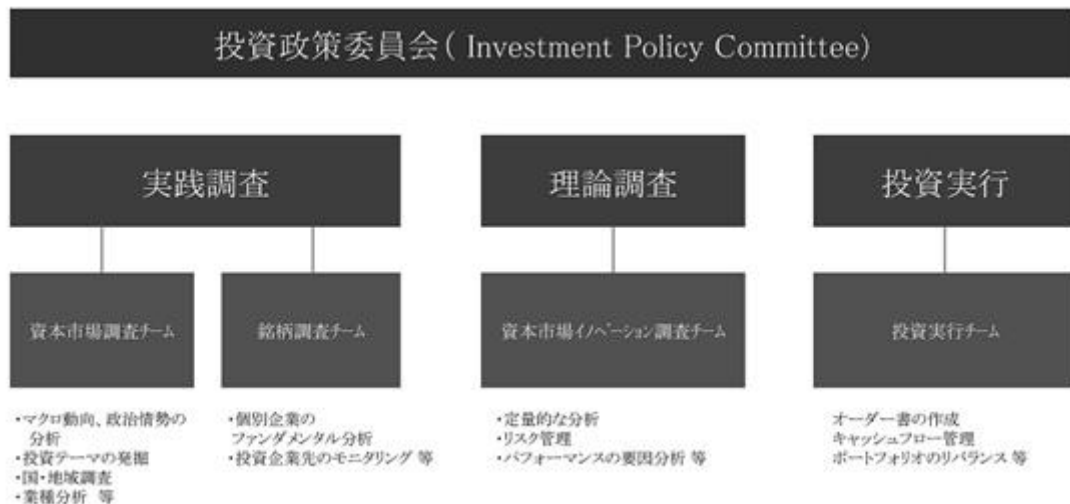 投資政策委員会( Investment Policy Committee)
実践調査
理論調査
投資実行
資本市場調査チーム
銘柄調査チーム
資本市場イノベーション調査チーム
投資実行チーム
・マクロ動向、政治情勢の
分析
・投資テーマの発掘
・国・地域調査
・業種分析 等
・個別企業の
ファンダメンタル分析
・投資企業先のモニタリング 等
・定量的な分析
・リスク管理
・パフォーマンスの要因分析 等
オーダー書の作成
キャッシュフロー管理
ポートフォリオのリバランス 等